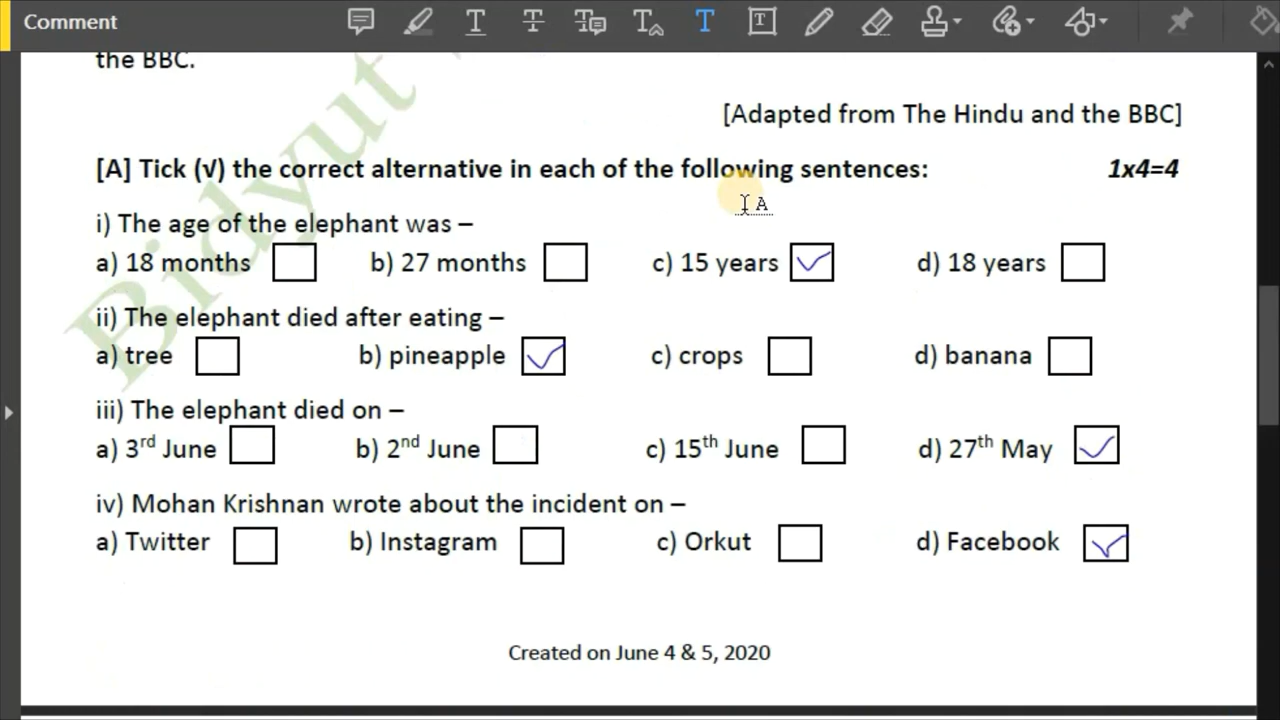 Comment
the BBC.
[Adapted from The Hindu and the BBC]
[A] Tick (√) the correct alternative in each of the following sentences: 1x4=4
i) The age of the elephant was –
a) 18 months b) 27 months c) 15 years d) 18 years
ii) The elephant died after eating –
a) tree b) pineapple c) crops d) banana
iii) The elephant died on –
a) 3rd June b) 2nd June c) 15th June d) 27th May
iv) Mohan Krishnan wrote about the incident on –
a) Twitter b) Instagram c) Orkut d) Facebook
Created on June 4 & 5, 2020
Bidyut